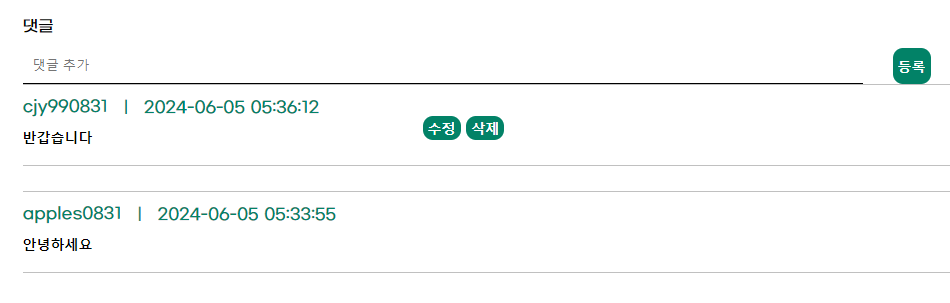 댓글
댓글 추가 등록
cjy990831 | 2024-06-05 05:36:12
반갑습니다 수정 삭제
apples0831 | 2024-06-05 05:33:55
안녕하세요